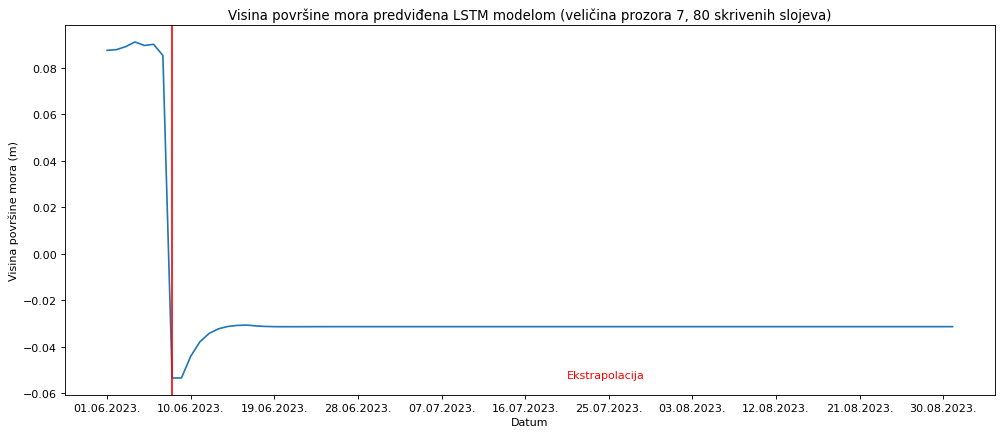 Visina površine mora predviđena LSTM modelom (veličina prozora 7, 80 skrivenih slojeva)
Visina površine mora (m)
0.08
0.06
0.04
0.02
0.00
−0.02
−0.04
−0.06
Ekstrapolacija
01.06.2023. 10.06.2023. 19.06.2023. 28.06.2023. 07.07.2023. 16.07.2023. 25.07.2023. 03.08.2023. 12.08.2023. 21.08.2023. 30.08.2023.
Datum